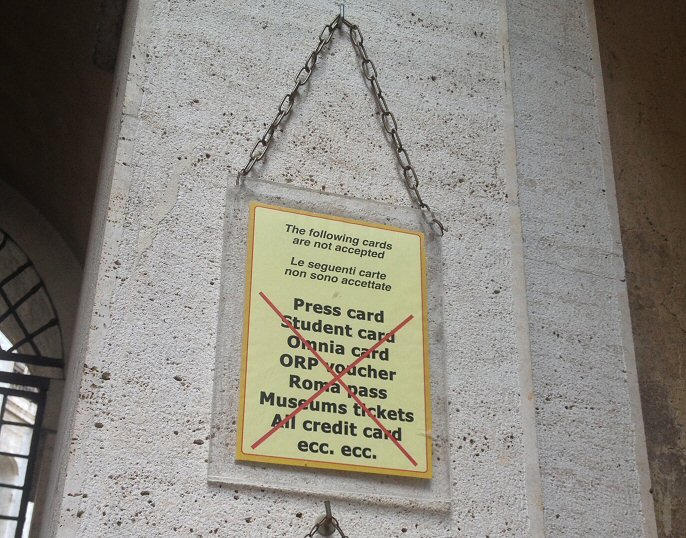 The following cards
are not accepted
Le seguenti carte
non sono accettate
Press card
Student card
Omnia card
ORP voucher
Roma pass
Museums tickets
All credit card
ecc. ecc.